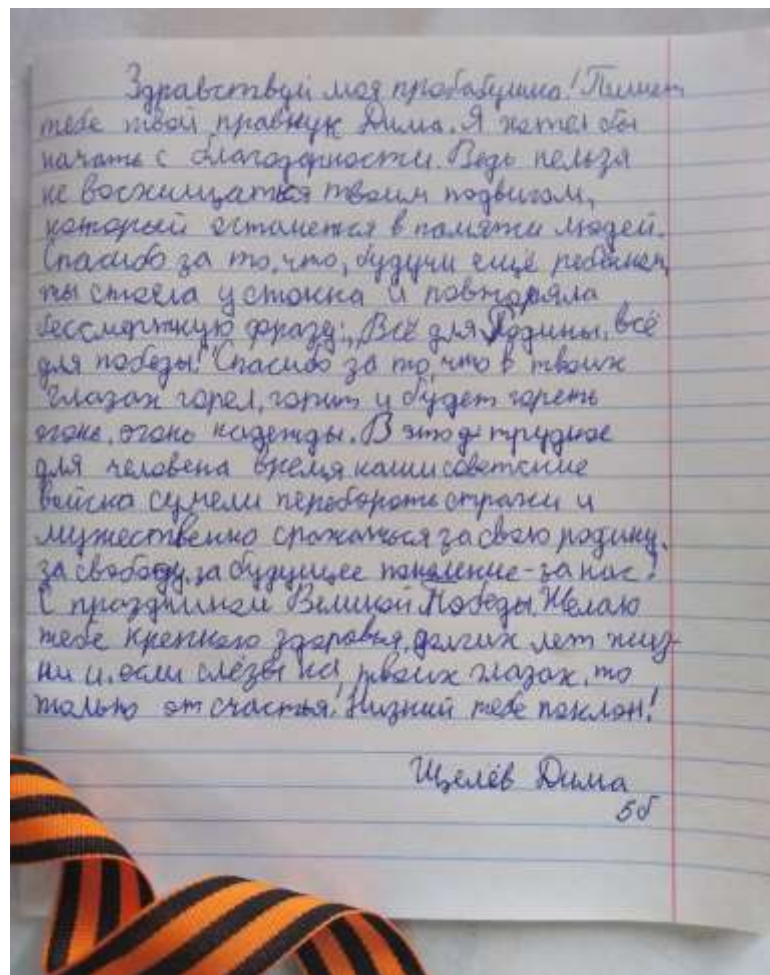 Здравствуй моя пробабушка! Пишет
тебе твой правнук Дима. Я хотел бы
начать с благодарности. Ведь нельзя
не восхищаться твоим подвигом,
который останется в памяти людей.
Спасибо за то, что, будучи ещё ребёнком,
ты стояла у станка и повторяла
бессмертную фразу: „Всё для Родины, всё
для победы!" Спасибо за то, что в твоих
глазах горел, горит и будет гореть
огонь, огонь надежды. В это трудное
для человека время наши советские
войска сумели перебороть страхи и
мужественно сражаться за свою родину,
за свободу, за будущее поколение - за нас!
С праздником Великой Победы. Желаю
тебе крепкого здоровья, долгих лет жиз-
ни и, если слёзы на твоих глазах, то
только от счастья! Низкий тебе поклон!
Щелёв Дима
5б